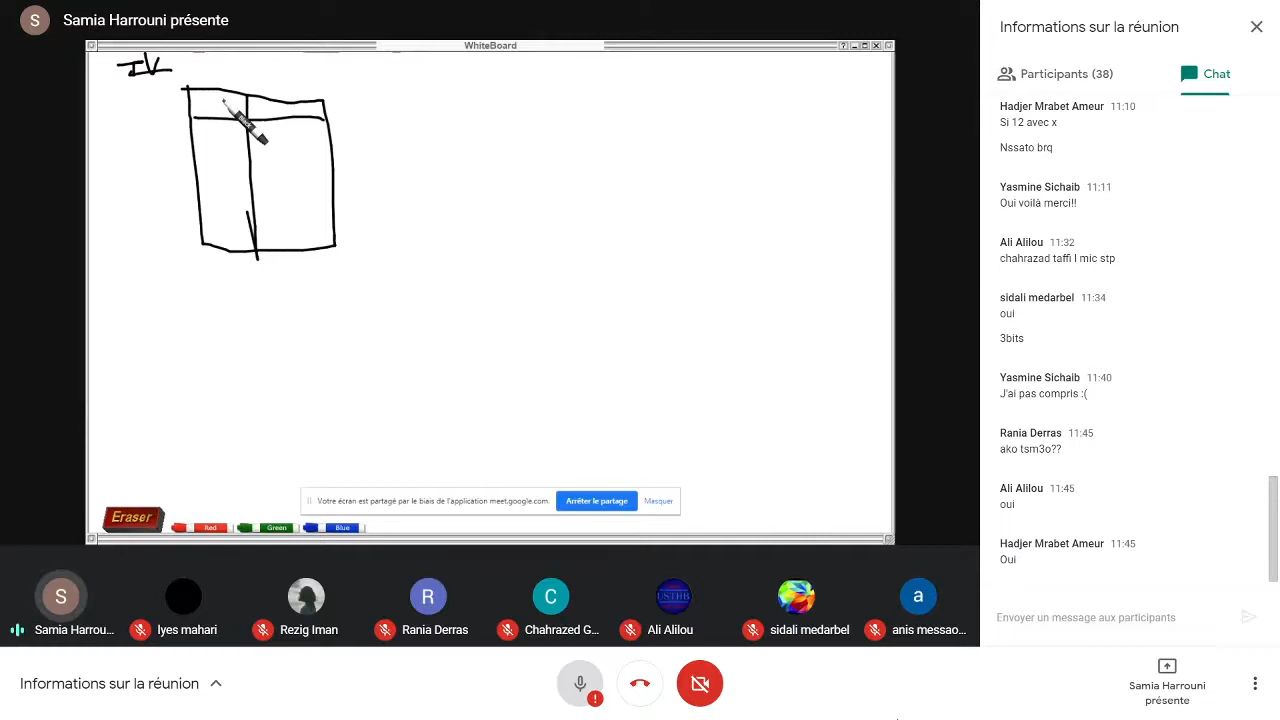 S
Samia Harrouni présente
WhiteBoard
IV
Votre écran est partagé par le biais de l'application meet.google.com.
Arrêter le partage
Masquer
Eraser
Red
Green
Blue
S
R
C
USTHB
a
Samia Harrou...
lyes mahari
Rezig Iman
Rania Derras
Chahrazed G...
Ali Alilou
sidali medarbel
anis messao...
Informations sur la réunion
Informations sur la réunion
Participants (38)
Chat
Hadjer Mrabet Ameur 11:10
Si 12 avec x
Nssato brq
Yasmine Sichaib 11:11
Oui voilà merci!!
Ali Alilou 11:32
chahrazad taffi l mic stp
sidali medarbel 11:34
oui
3bits
Yasmine Sichaib 11:40
J'ai pas compris :(
Rania Derras 11:45
ako tsm3o??
Ali Alilou 11:45
oui
Hadjer Mrabet Ameur 11:45
Oui
Envoyer un message aux participants
Samia Harrouni
présente